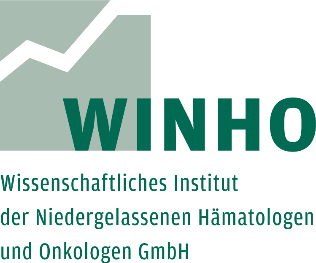 WINHO
Wissenschaftliches Institut
der Niedergelassenen Hämatologen
und Onkologen GmbH